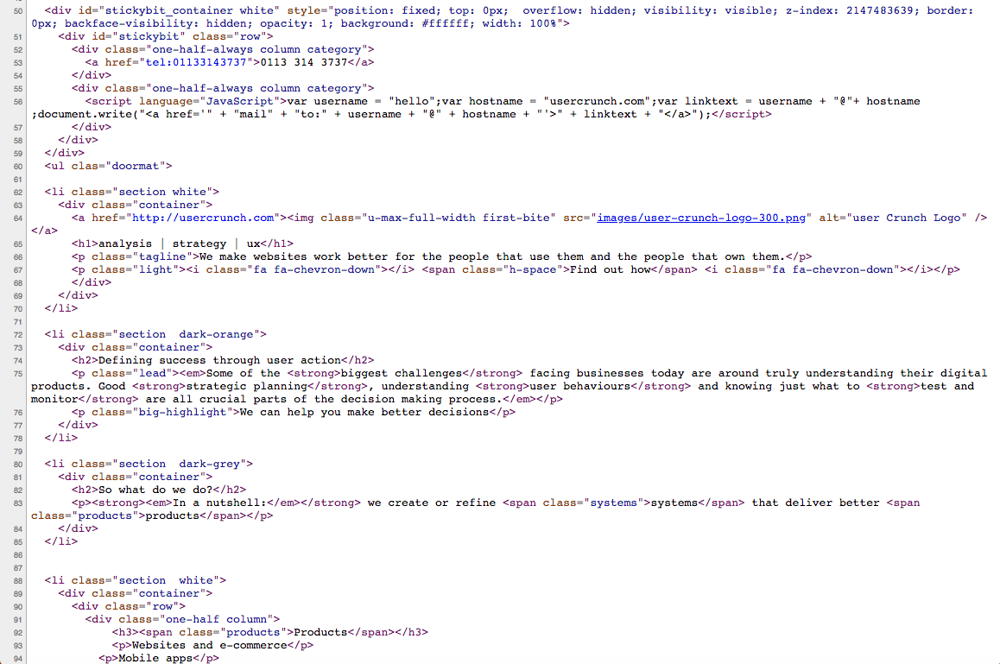 50 <div id="stickybit_container white" style="position: fixed; top: 0px;  overflow: hidden; visibility: visible; z-index: 2147483639; border:
0px; backface-visibility: hidden; opacity: 1; background: #ffffff; width: 100%">
51 <div id="stickybit" class="row">
52 <div class="one-half-always column category">
53 <a href="tel:01133143737">0113 314 3737</a>
54 </div>
55 <div class="one-half-always column category">
56 <script language="JavaScript">var username = "hello";var hostname = "usercrunch.com";var linktext = username + "@"+ hostname
;document.write("<a href='" + "mail" + "to:" + username + "@" + hostname + "'>" + linktext + "</a>");</script>
57 </div>
58 </div>
59 </div>
60 <ul clas="doormat">
61
62 <li class="section white">
63 <div class="container">
64 <a href="http://usercrunch.com"><img class="u-max-full-width first-bite" src="images/user-crunch-logo-300.png" alt="user Crunch Logo" />
</a>
65 <h1>analysis | strategy | ux</h1>
66 <p class="tagline">We make websites work better for the people that use them and the people that own them.</p>
67 <p class="light"><i class="fa fa-chevron-down"></i> <span class="h-space">Find out how</span> <i class="fa fa-chevron-down"></i></p>
68 </div>
69 </div>
70 </li>
71
72 <li class="section  dark-orange">
73 <div class="container">
74 <h2>Defining success through user action</h2>
75 <p class="lead"><em>Some of the <strong>biggest challenges</strong> facing businesses today are around truly understanding their digital
products. Good <strong>strategic planning</strong>, understanding <strong>user behaviours</strong> and knowing just what to <strong>test and
monitor</strong> are all crucial parts of the decision making process.</em></p>
76 <p class="big-highlight">We can help you make better decisions</p>
77 </div>
78 </li>
79
80 <li class="section  dark-grey">
81 <div class="container">
82 <h2>So what do we do?</h2>
83 <p><strong><em>In a nutshell:</em></strong> we create or refine <span class="systems">systems</span> that deliver better <span
class="products">products</span></p>
84 </div>
85 </li>
86
87
88 <li class="section  white">
89 <div class="container">
90 <div class="row">
91 <div class="one-half column">
92 <h3><span class="products">Products</span></h3>
93 <p>Websites and e-commerce</p>
94 <p>Mobile apps</p>